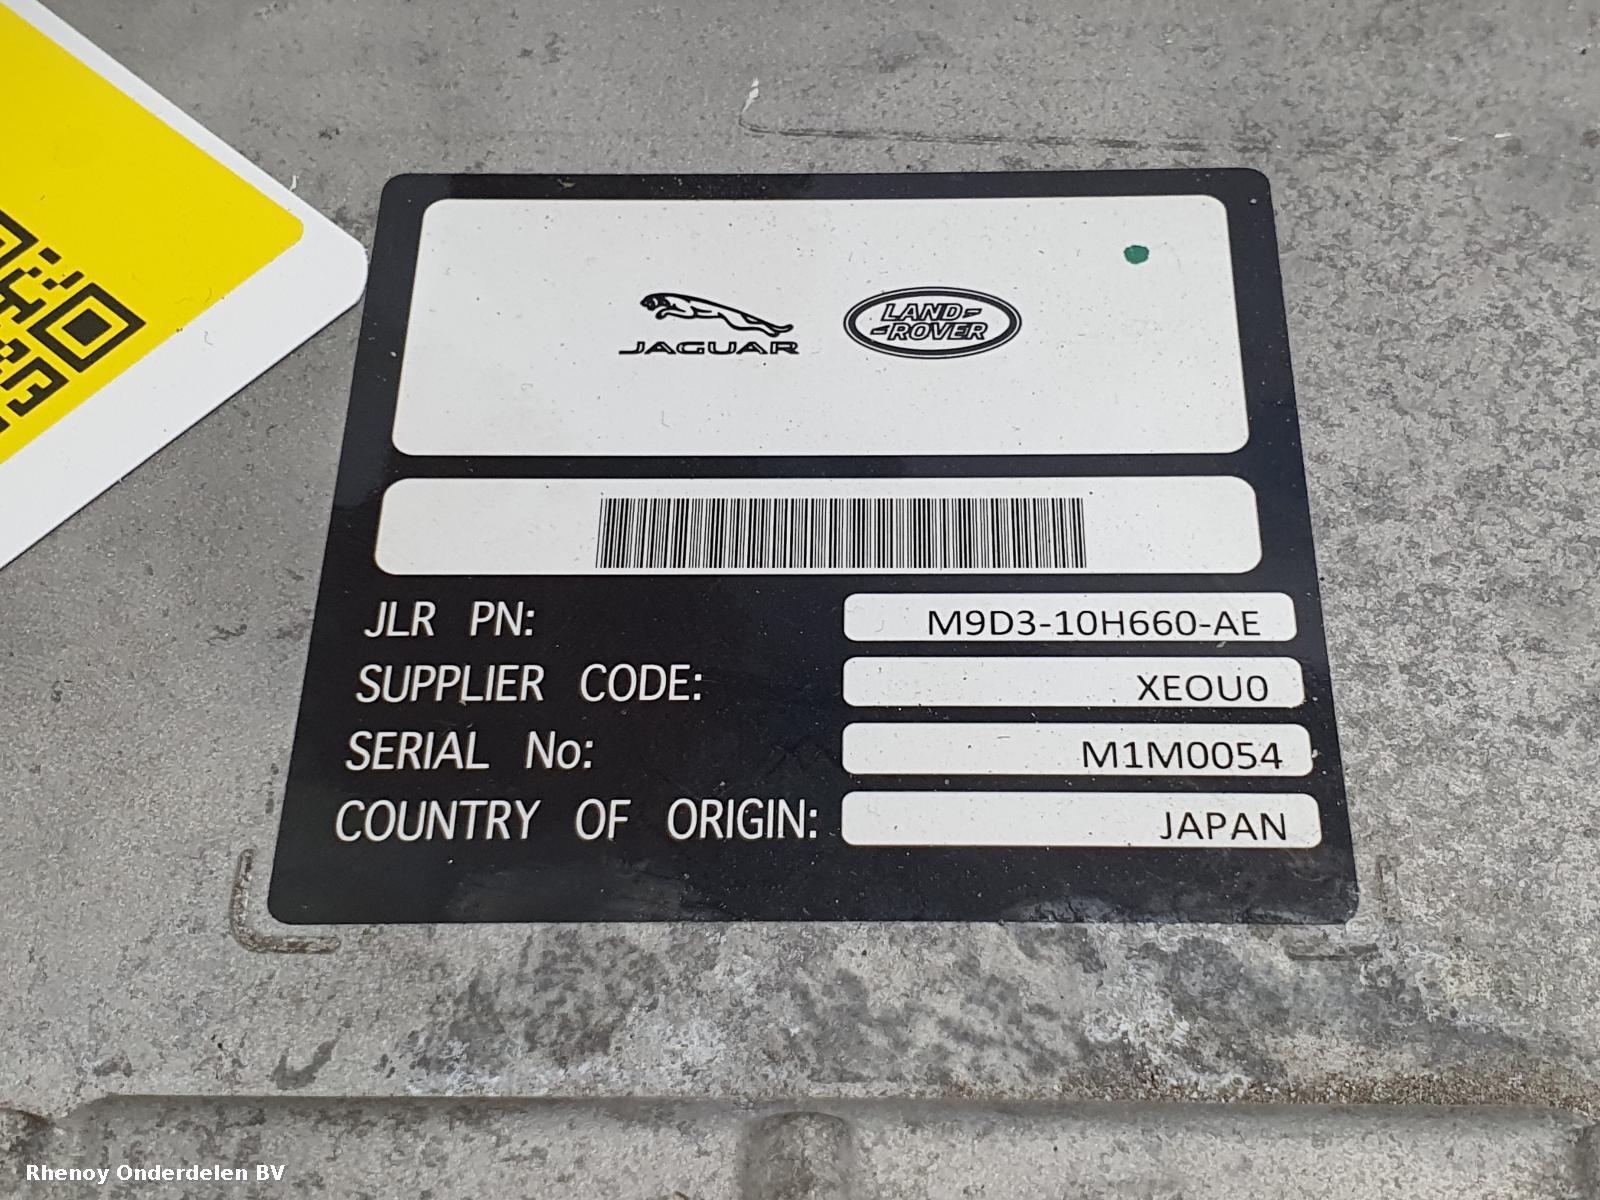 JAGUAR
LAND-
-ROVER
JLR PN: M9D3-10H660-AE
SUPPLIER CODE: XEOU0
SERIAL No: M1M0054
COUNTRY OF ORIGIN: JAPAN
Rhenoy Onderdelen BV